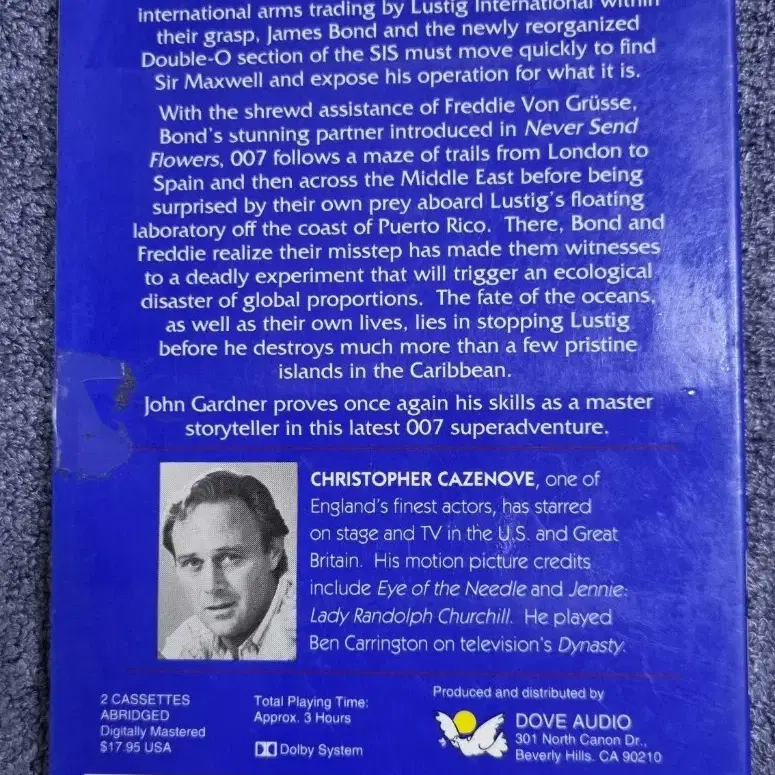 international arms trading by Lustig International within
their grasp, James Bond and the newly reorganized
Double-O section of the SIS must move quickly to find
Sir Maxwell and expose his operation for what it is.
With the shrewd assistance of Freddie Von Grüsse,
Bond's stunning partner introduced in Never Send
Flowers, 007 follows a maze of trails from London to
Spain and then across the Middle East before being
surprised by their own prey aboard Lustig's floating
laboratory off the coast of Puerto Rico. There, Bond and
Freddie realize their misstep has made them witnesses
to a deadly experiment that will trigger an ecological
disaster of global proportions. The fate of the oceans,
as well as their own lives, lies in stopping Lustig
before he destroys much more than a few pristine
islands in the Caribbean.
John Gardner proves once again his skills as a master
storyteller in this latest 007 superadventure.
CHRISTOPHER CAZENOVE, one of
England's finest actors, has starred
on stage and TV in the U.S. and Great
Britain. His motion picture credits
include Eye of the Needle and Jennie:
Lady Randolph Churchill. He played
Ben Carrington on television's Dynasty.
2 CASSETTES
ABRIDGED
Digitally Mastered
$17.95 USA
Total Playing Time:
Approx. 3 Hours
Dolby System
Produced and distributed by
DOVE AUDIO
301 North Canon Dr.,
Beverly Hills, CA 90210